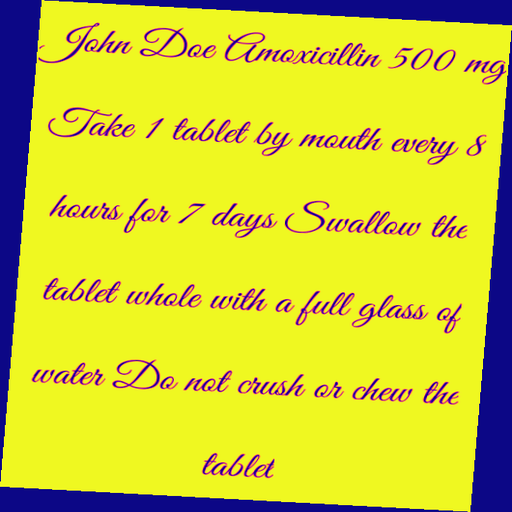 John Doe Amoxicillin 500 mg
Take 1 tablet by mouth every 8
hours for 7 days Swallow the
tablet whole with a full glass of
water Do not crush or chew the
tablet